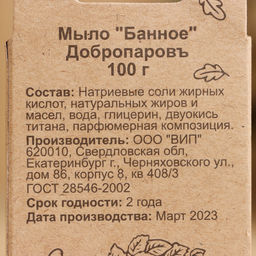 Мыло "Банное"
Добропаровъ
100 г
Состав: Натриевые соли жирных
кислот, натуральных жиров и
масел, вода, глицерин, двуокись
титана, парфюмерная композиция.
Производитель: ООО "ВИП"
620010, Свердловская обл,
Екатеринбург г., Черняховского ул.,
дом 86, корпус 8, кв 408/3
ГОСТ 28546-2002
Срок годности: 2 года
Дата производства: Март 2023